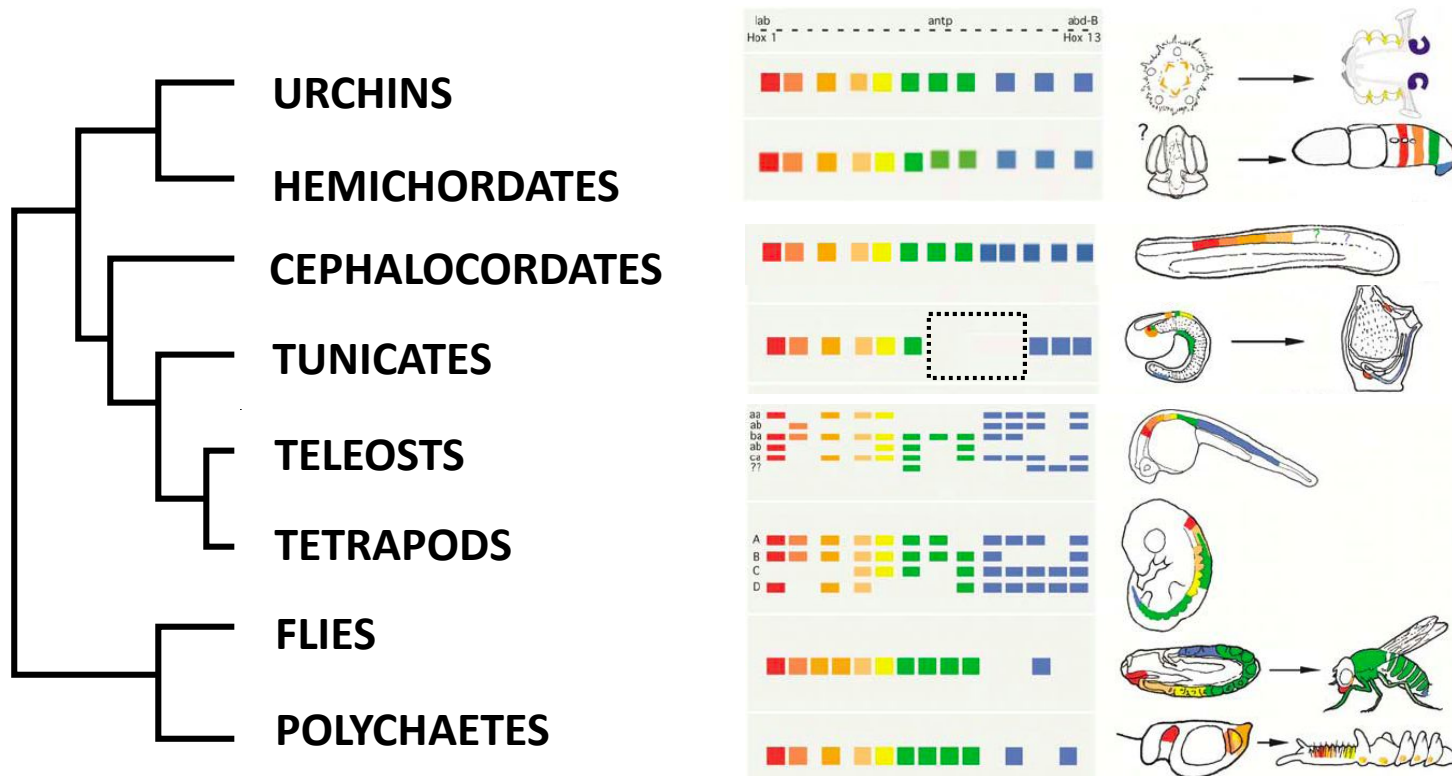 lab antp abd-B
Hox 1 Hox 13
URCHINS
?
HEMICHORDATES
CEPHALOCORDATES
? ?
TUNICATES
aa
ab
ba
ab
ca
??
TELEOSTS
A
B
C
D
TETRAPODS
FLIES
POLYCHAETES